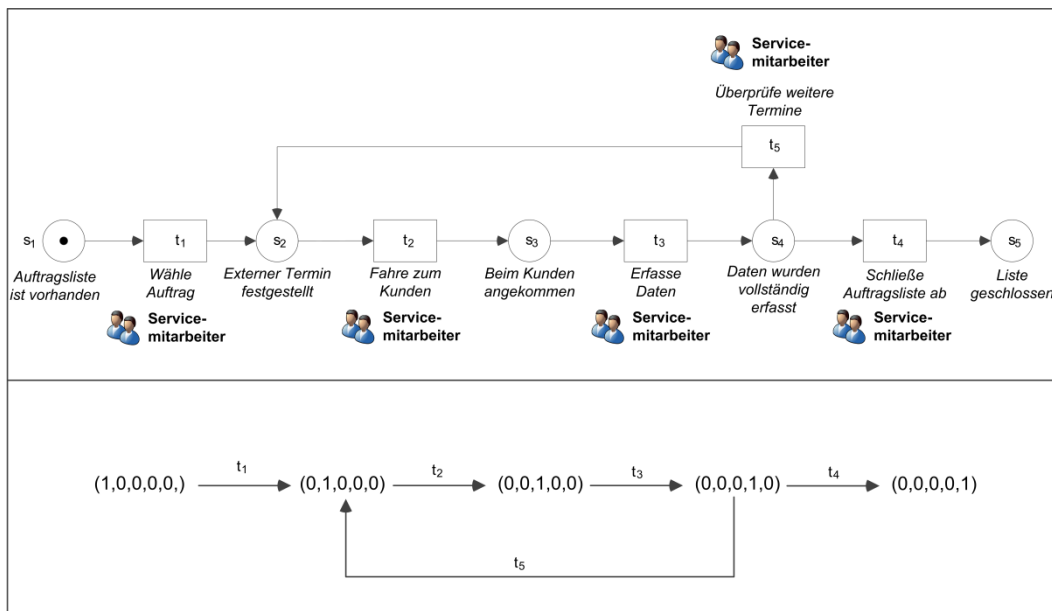 Service-
mitarbeiter
Überprüfe weitere
Termine
t5
s1
t1
s2
t2
s3
t3
s4
t4
s5
Auftragsliste
ist vorhanden
Wähle
Auftrag
Externer Termin
festgestellt
Fahre zum
Kunden
Beim Kunden
angekommen
Erfasse
Daten
Daten wurden
vollständig
erfasst
Schließe
Auftragsliste ab
Liste
geschlossen
Service-
mitarbeiter
Service-
mitarbeiter
Service-
mitarbeiter
Service-
mitarbeiter
t1
t2
t3
t4
(1,0,0,0,0,)
(0,1,0,0,0)
(0,0,1,0,0)
(0,0,0,1,0)
(0,0,0,0,1)
t5